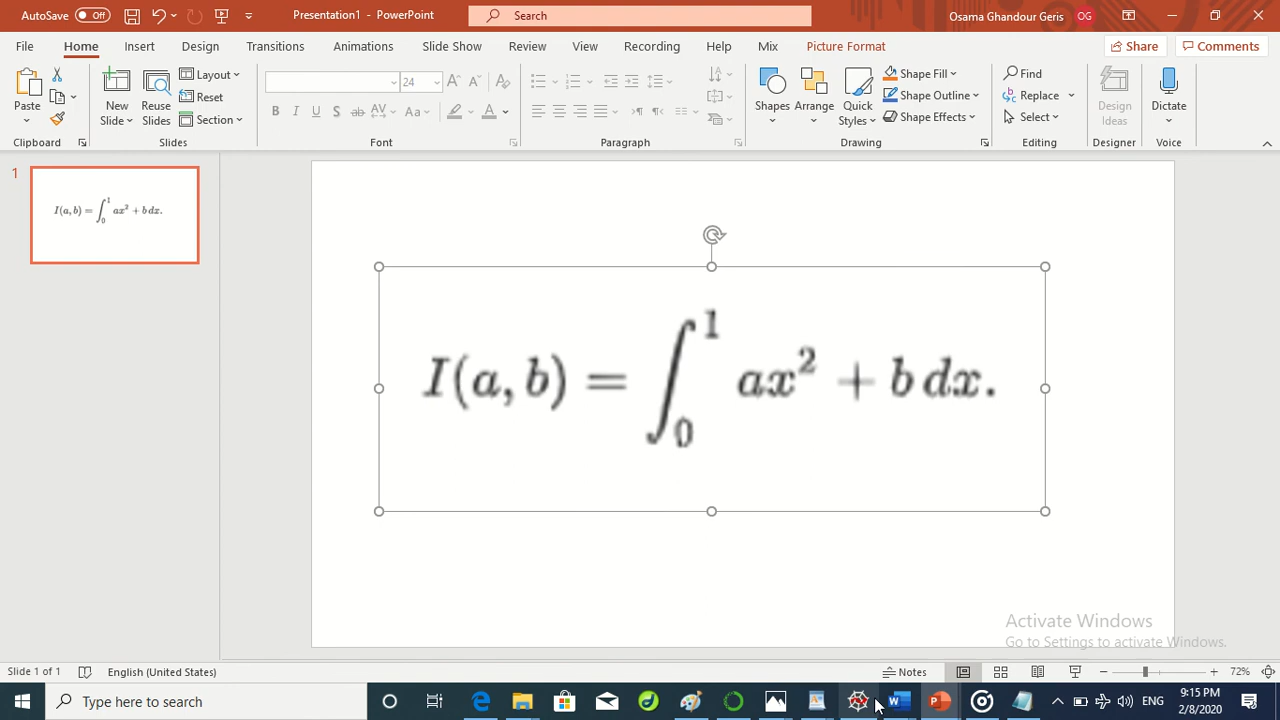 AutoSave Off Presentation1 - PowerPoint Search Osama Ghandour Geris OG
File Home Insert Design Transitions Animations Slide Show Review View Recording Help Mix Picture Format Share Comments
Paste New Slide Reuse Slides Layout Reset Section 24 Shapes Arrange Quick Styles Shape Fill Shape Outline Shape Effects Find Replace Select Design Ideas Dictate
Clipboard Slides Font Paragraph Drawing Editing Designer Voice
1
I(a, b) = ∫₀¹ ax² + b dx.
I(a, b) = ∫₀¹ ax² + b dx.
Activate Windows
Go to Settings to activate Windows.
Slide 1 of 1 English (United States) Notes 72%
Type here to search ENG 9:15 PM
2/8/2020